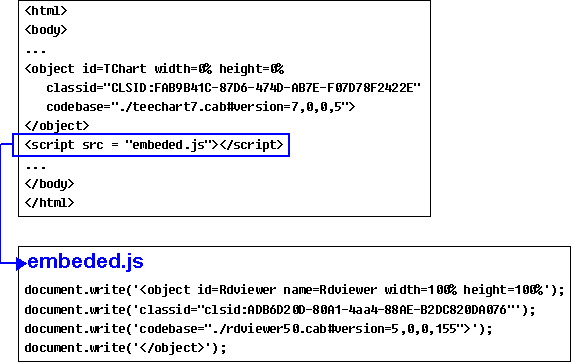 <html>
<body>
...
<object id=TChart width=0% height=0%
classid="CLSID:FAB9B41C-87D6-474D-AB7E-F07D78F2422E"
codebase="./teechart7.cab#version=7,0,0,5">
</object>
<script src = "embeded.js"></script>
...
</body>
</html>
embeded.js
document.write('<object id=Rdviewer name=Rdviewer width=100% height=100%');
document.write('classid="clsid:ADB6D20D-80A1-4aa4-88AE-B2DC820DA076"');
document.write('codebase="./rdviewer50.cab#version=5,0,0,155">');
document.write('</object>');